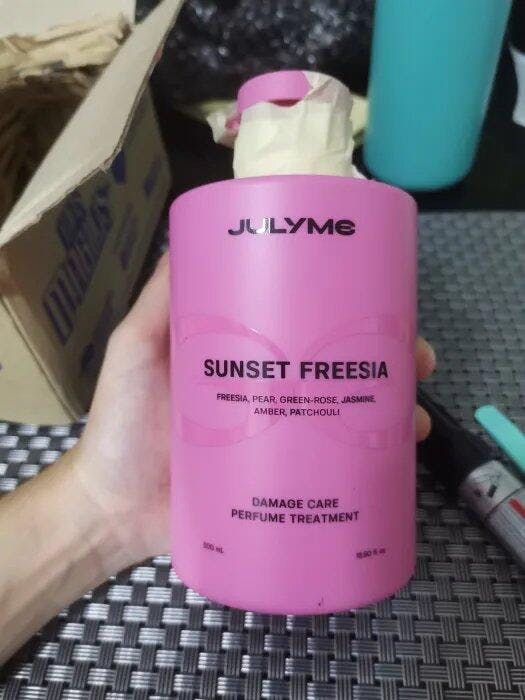 JULYME
SUNSET FREESIA
FREESIA, PEAR, GREEN-ROSE, JASMINE,
AMBER, PATCHOULI
DAMAGE CARE
PERFUME TREATMENT
500 mL
16.90 fl. oz